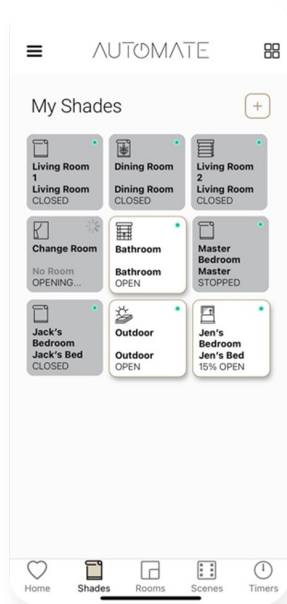 AUTOMATE
My Shades
+
Living Room
1
Living Room
CLOSED
Dining Room
Dining Room
CLOSED
Living Room
2
Living Room
CLOSED
Change Room
No Room
OPENING...
Bathroom
Bathroom
OPEN
Master
Bedroom
Master
STOPPED
Jack's
Bedroom
Jack's Bed
CLOSED
Outdoor
Outdoor
OPEN
Jen's
Bedroom
Jen's Bed
15% OPEN
Home
Shades
Rooms
Scenes
Timers